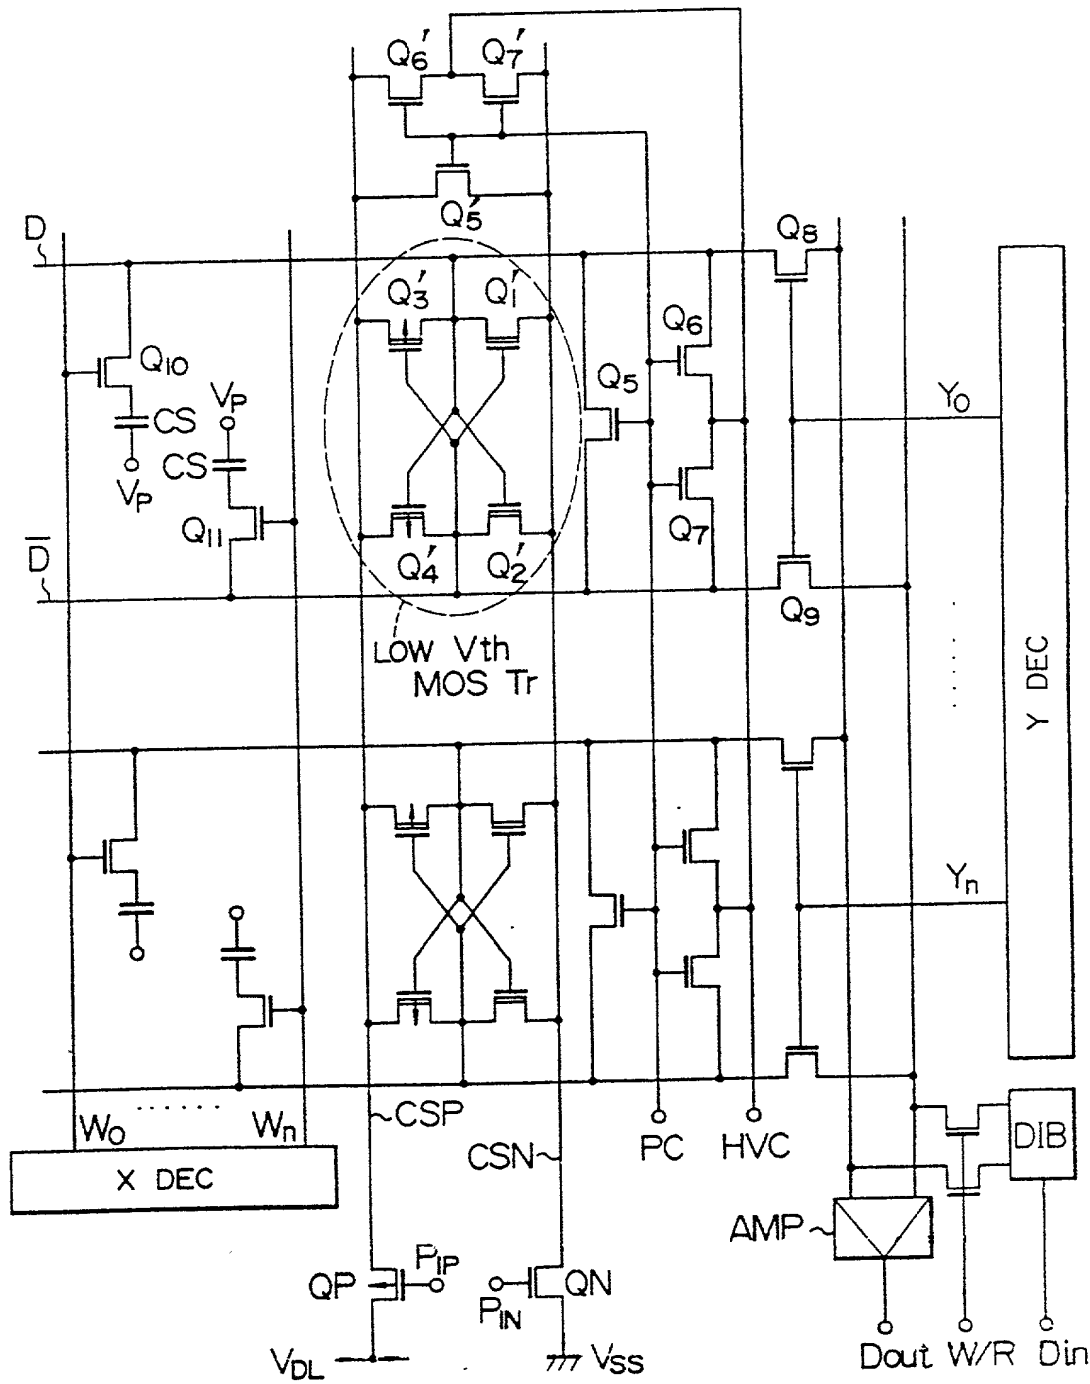 Q6' Q7'
Q5'
D
Q8
Q3' Q1'
Q6
Q10
Q5
VP
CS
Y0
CS
VP
Q11
Q7
D̅
Q4' Q2'
Q9
LOW Vth
MOS Tr
Y DEC
Yn
W0 ...... Wn
CSP
CSN
PC HVC
DIB
X DEC
AMP
QP PIP
PIN QN
VDL
VSS
Dout W/R Din